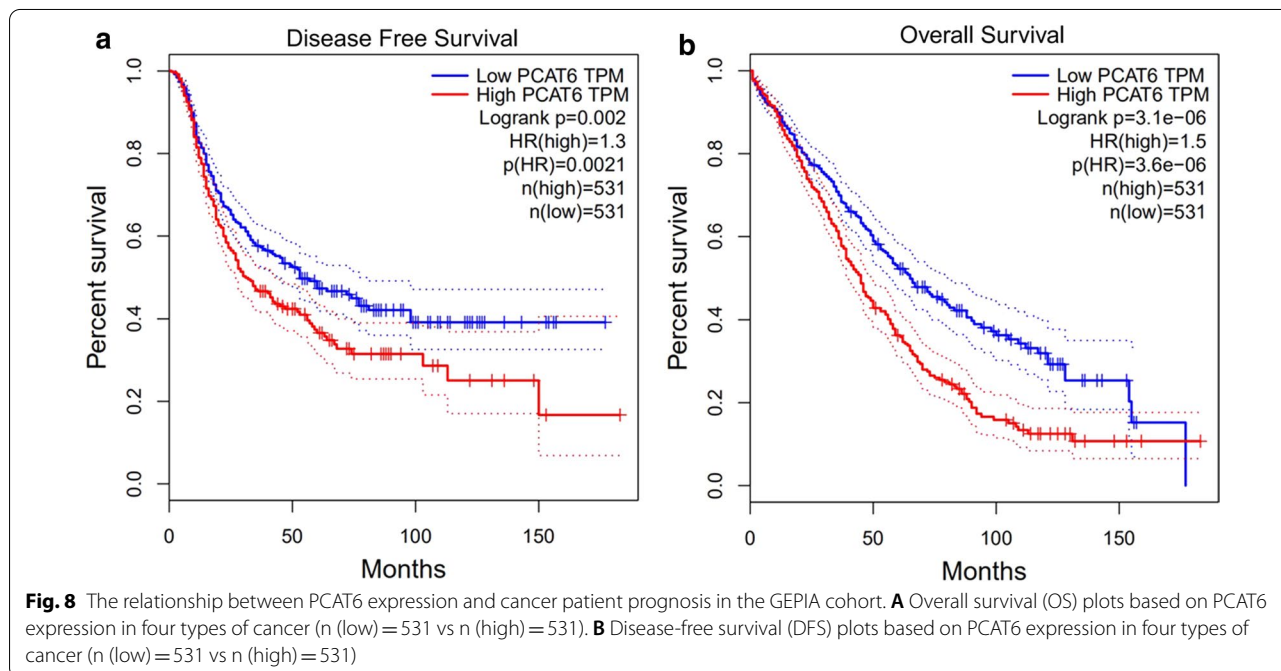 a
Disease Free Survival
Low PCAT6 TPM
High PCAT6 TPM
Logrank p=0.002
HR(high)=1.3
p(HR)=0.0021
n(high)=531
n(low)=531
Percent survival
1.0
0.8
0.6
0.4
0.2
0.0
0 50 100 150
Months
b
Overall Survival
Low PCAT6 TPM
High PCAT6 TPM
Logrank p=3.1e−06
HR(high)=1.5
p(HR)=3.6e−06
n(high)=531
n(low)=531
Percent survival
1.0
0.8
0.6
0.4
0.2
0.0
0 50 100 150
Months
Fig. 8 The relationship between PCAT6 expression and cancer patient prognosis in the GEPIA cohort. A Overall survival (OS) plots based on PCAT6
expression in four types of cancer (n (low) = 531 vs n (high) = 531). B Disease-free survival (DFS) plots based on PCAT6 expression in four types of
cancer (n (low) = 531 vs n (high) = 531)